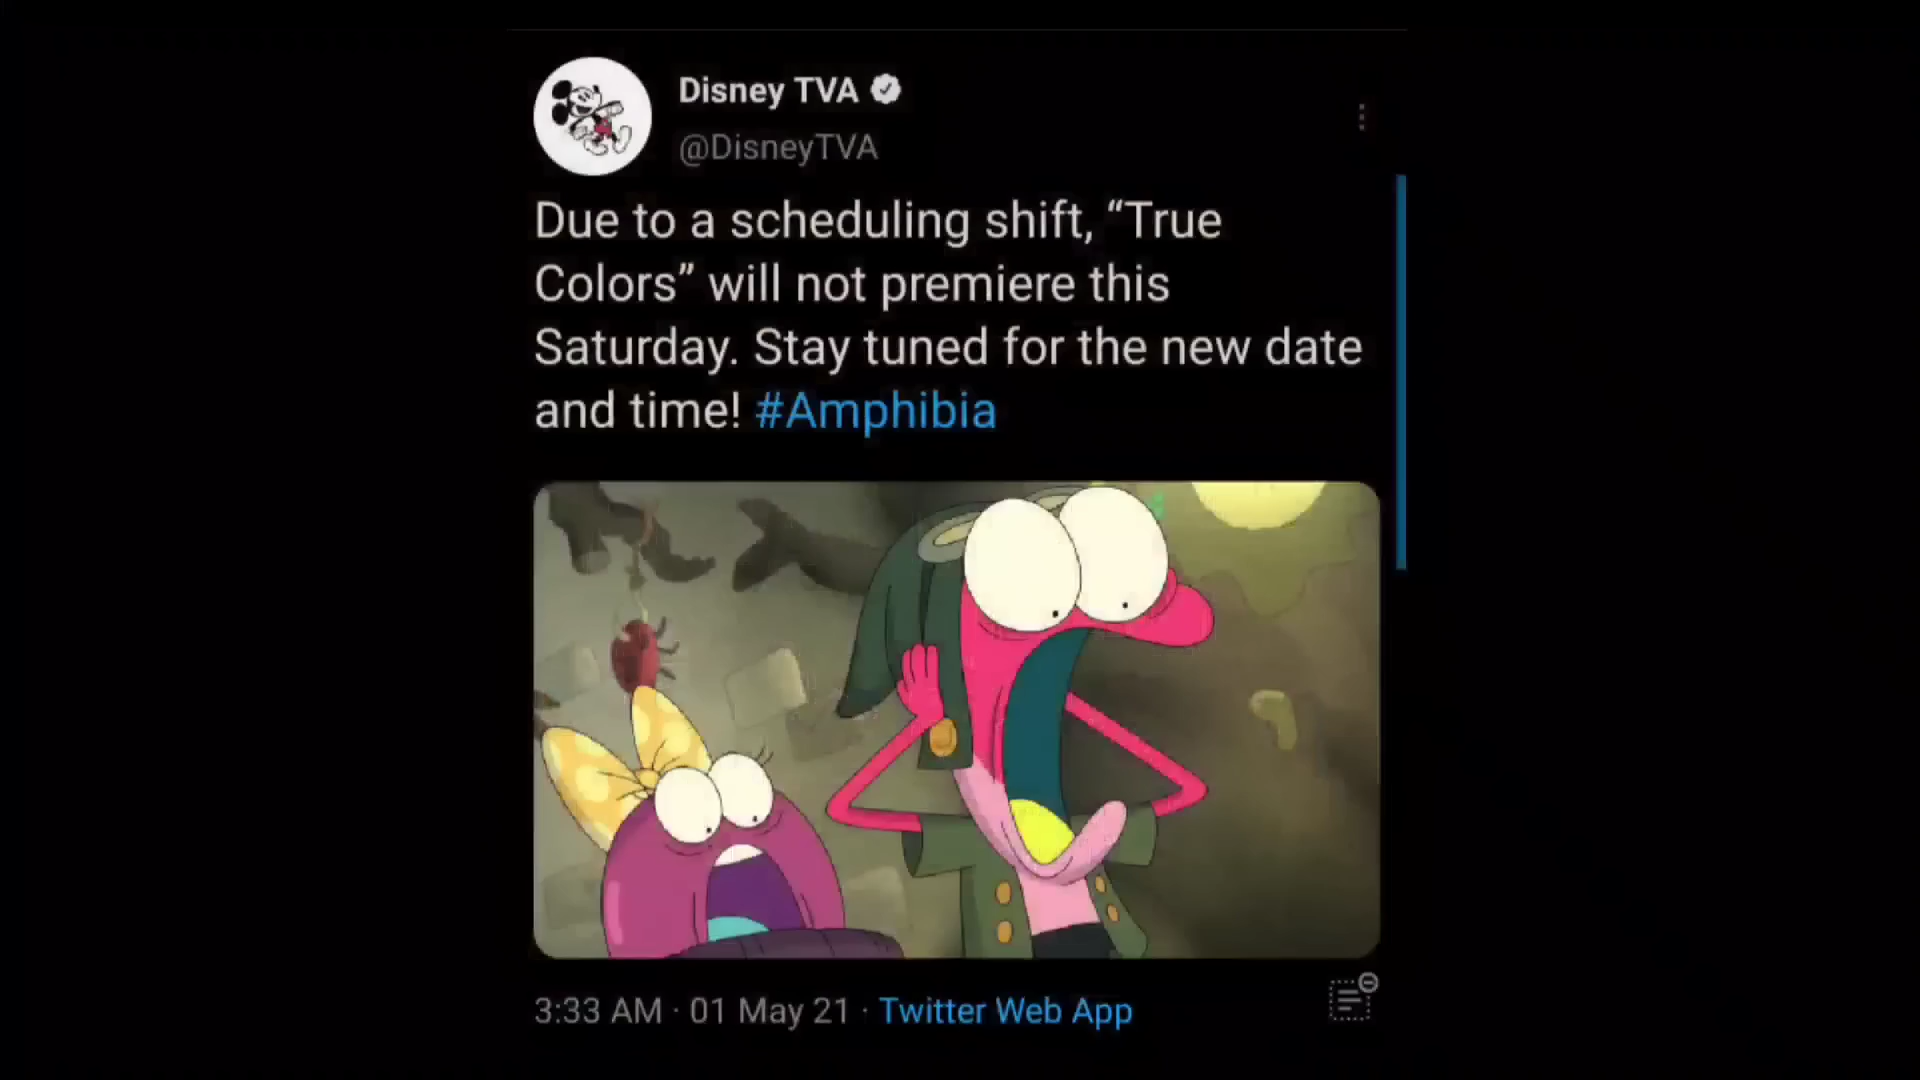 Disney TVA
@DisneyTVA
Due to a scheduling shift, “True
Colors” will not premiere this
Saturday. Stay tuned for the new date
and time! #Amphibia
3:33 AM · 01 May 21 · Twitter Web App